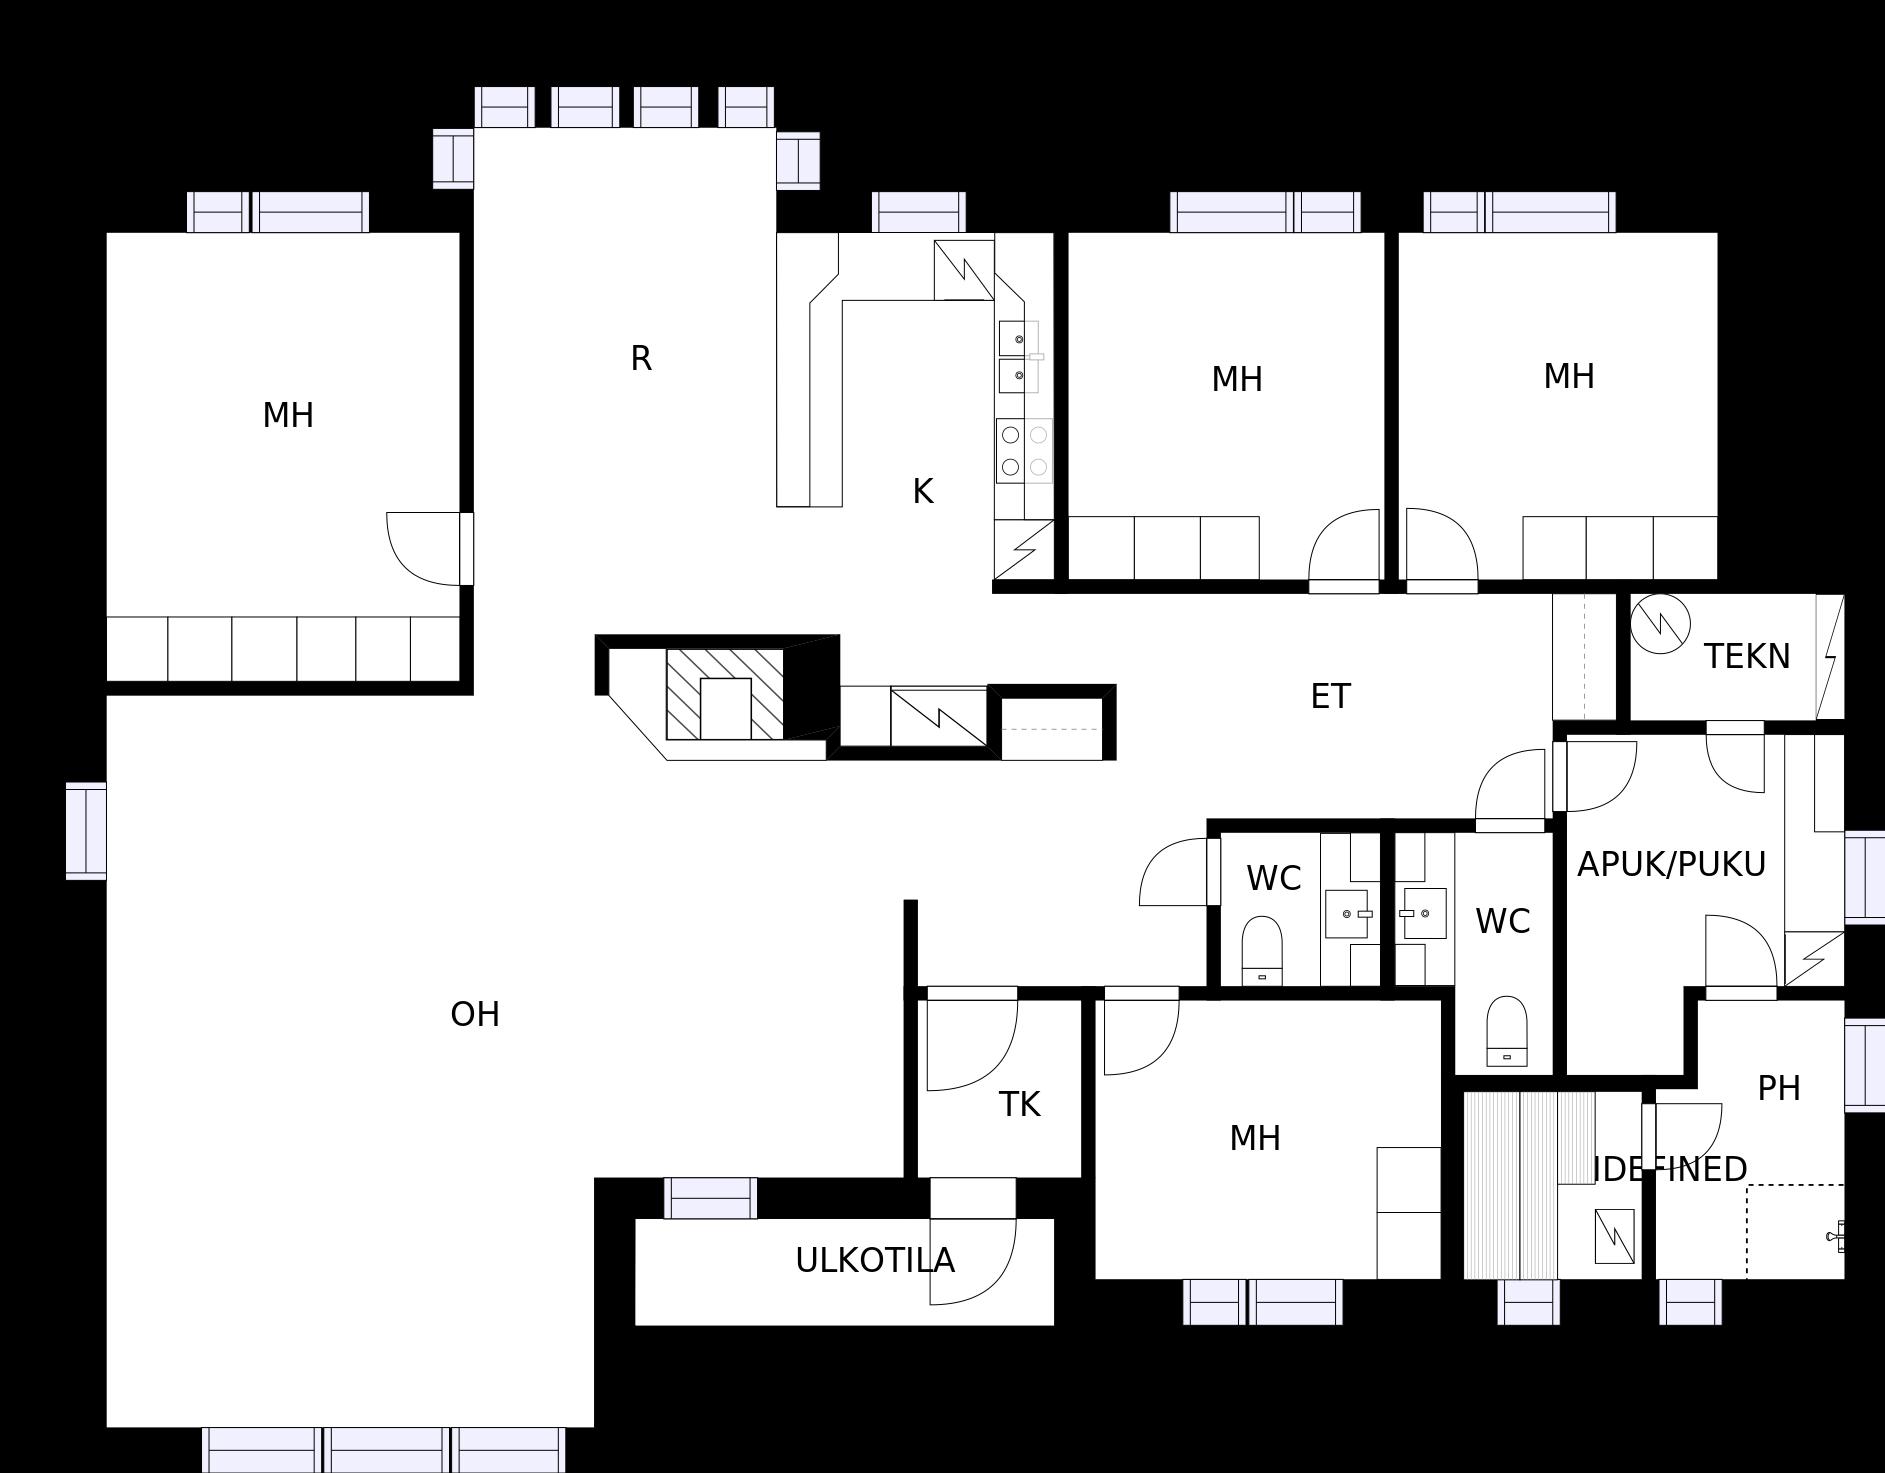 R
MH
MH
MH
K
TEKN
ET
APUK/PUKU
WC
WC
OH
PH
TK
MH
IDEFINED
ULKOTILA